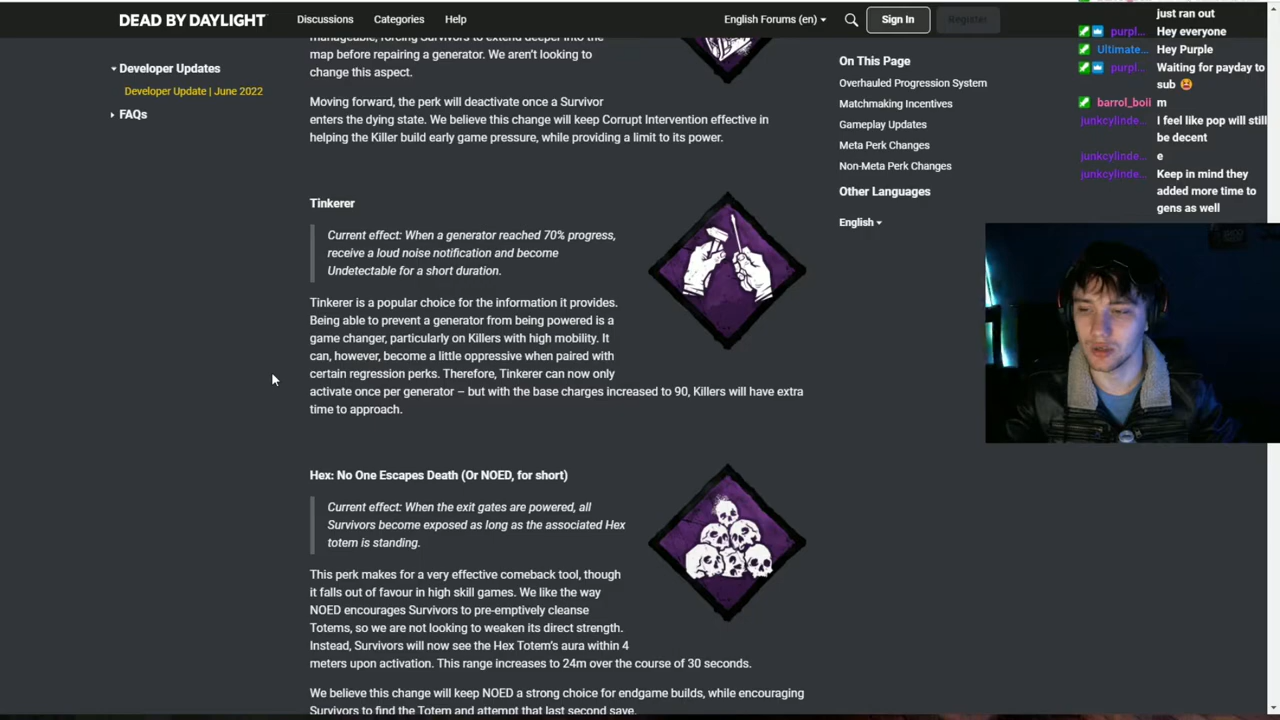 DEAD BY DAYLIGHT
Discussions
Categories
Help
English Forums (en)
Sign In
Register
Developer Updates
Developer Update | June 2022
FAQs
manageable, forcing Survivors to extend deeper into the
map before repairing a generator. We aren't looking to
change this aspect.
Moving forward, the perk will deactivate once a Survivor
enters the dying state. We believe this change will keep Corrupt Intervention effective in
helping the Killer build early game pressure, while providing a limit to its power.
Tinkerer
Current effect: When a generator reached 70% progress,
receive a loud noise notification and become
Undetectable for a short duration.
Tinkerer is a popular choice for the information it provides.
Being able to prevent a generator from being powered is a
game changer, particularly on Killers with high mobility. It
can, however, become a little oppressive when paired with
certain regression perks. Therefore, Tinkerer can now only
activate once per generator – but with the base charges increased to 90, Killers will have extra
time to approach.
Hex: No One Escapes Death (Or NOED, for short)
Current effect: When the exit gates are powered, all
Survivors become exposed as long as the associated Hex
totem is standing.
This perk makes for a very effective comeback tool, though
it falls out of favour in high skill games. We like the way
NOED encourages Survivors to pre-emptively cleanse
Totems, so we are not looking to weaken its direct strength.
Instead, Survivors will now see the Hex Totem's aura within 4
meters upon activation. This range increases to 24m over the course of 30 seconds.
We believe this change will keep NOED a strong choice for endgame builds, while encouraging
Survivors to find the Totem and attempt that last second save.
On This Page
Overhauled Progression System
Matchmaking Incentives
Gameplay Updates
Meta Perk Changes
Non-Meta Perk Changes
Other Languages
English
just ran out
purpl... Hey everyone
Ultimate... Hey Purple
purpl... Waiting for payday to
sub
barrol_boii m
junkcylinde... I feel like pop will still
be decent
junkcylinde... e
junkcylinde... Keep in mind they
added more time to
gens as well